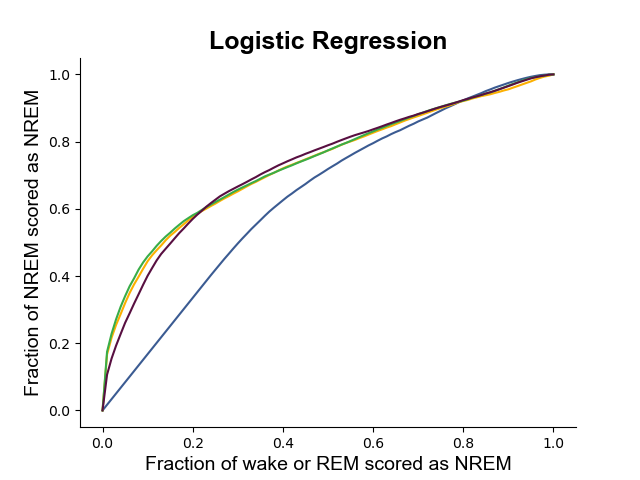 Logistic Regression
Fraction of NREM scored as NREM
1.0
0.8
0.6
0.4
0.2
0.0
0.0 0.2 0.4 0.6 0.8 1.0
Fraction of wake or REM scored as NREM